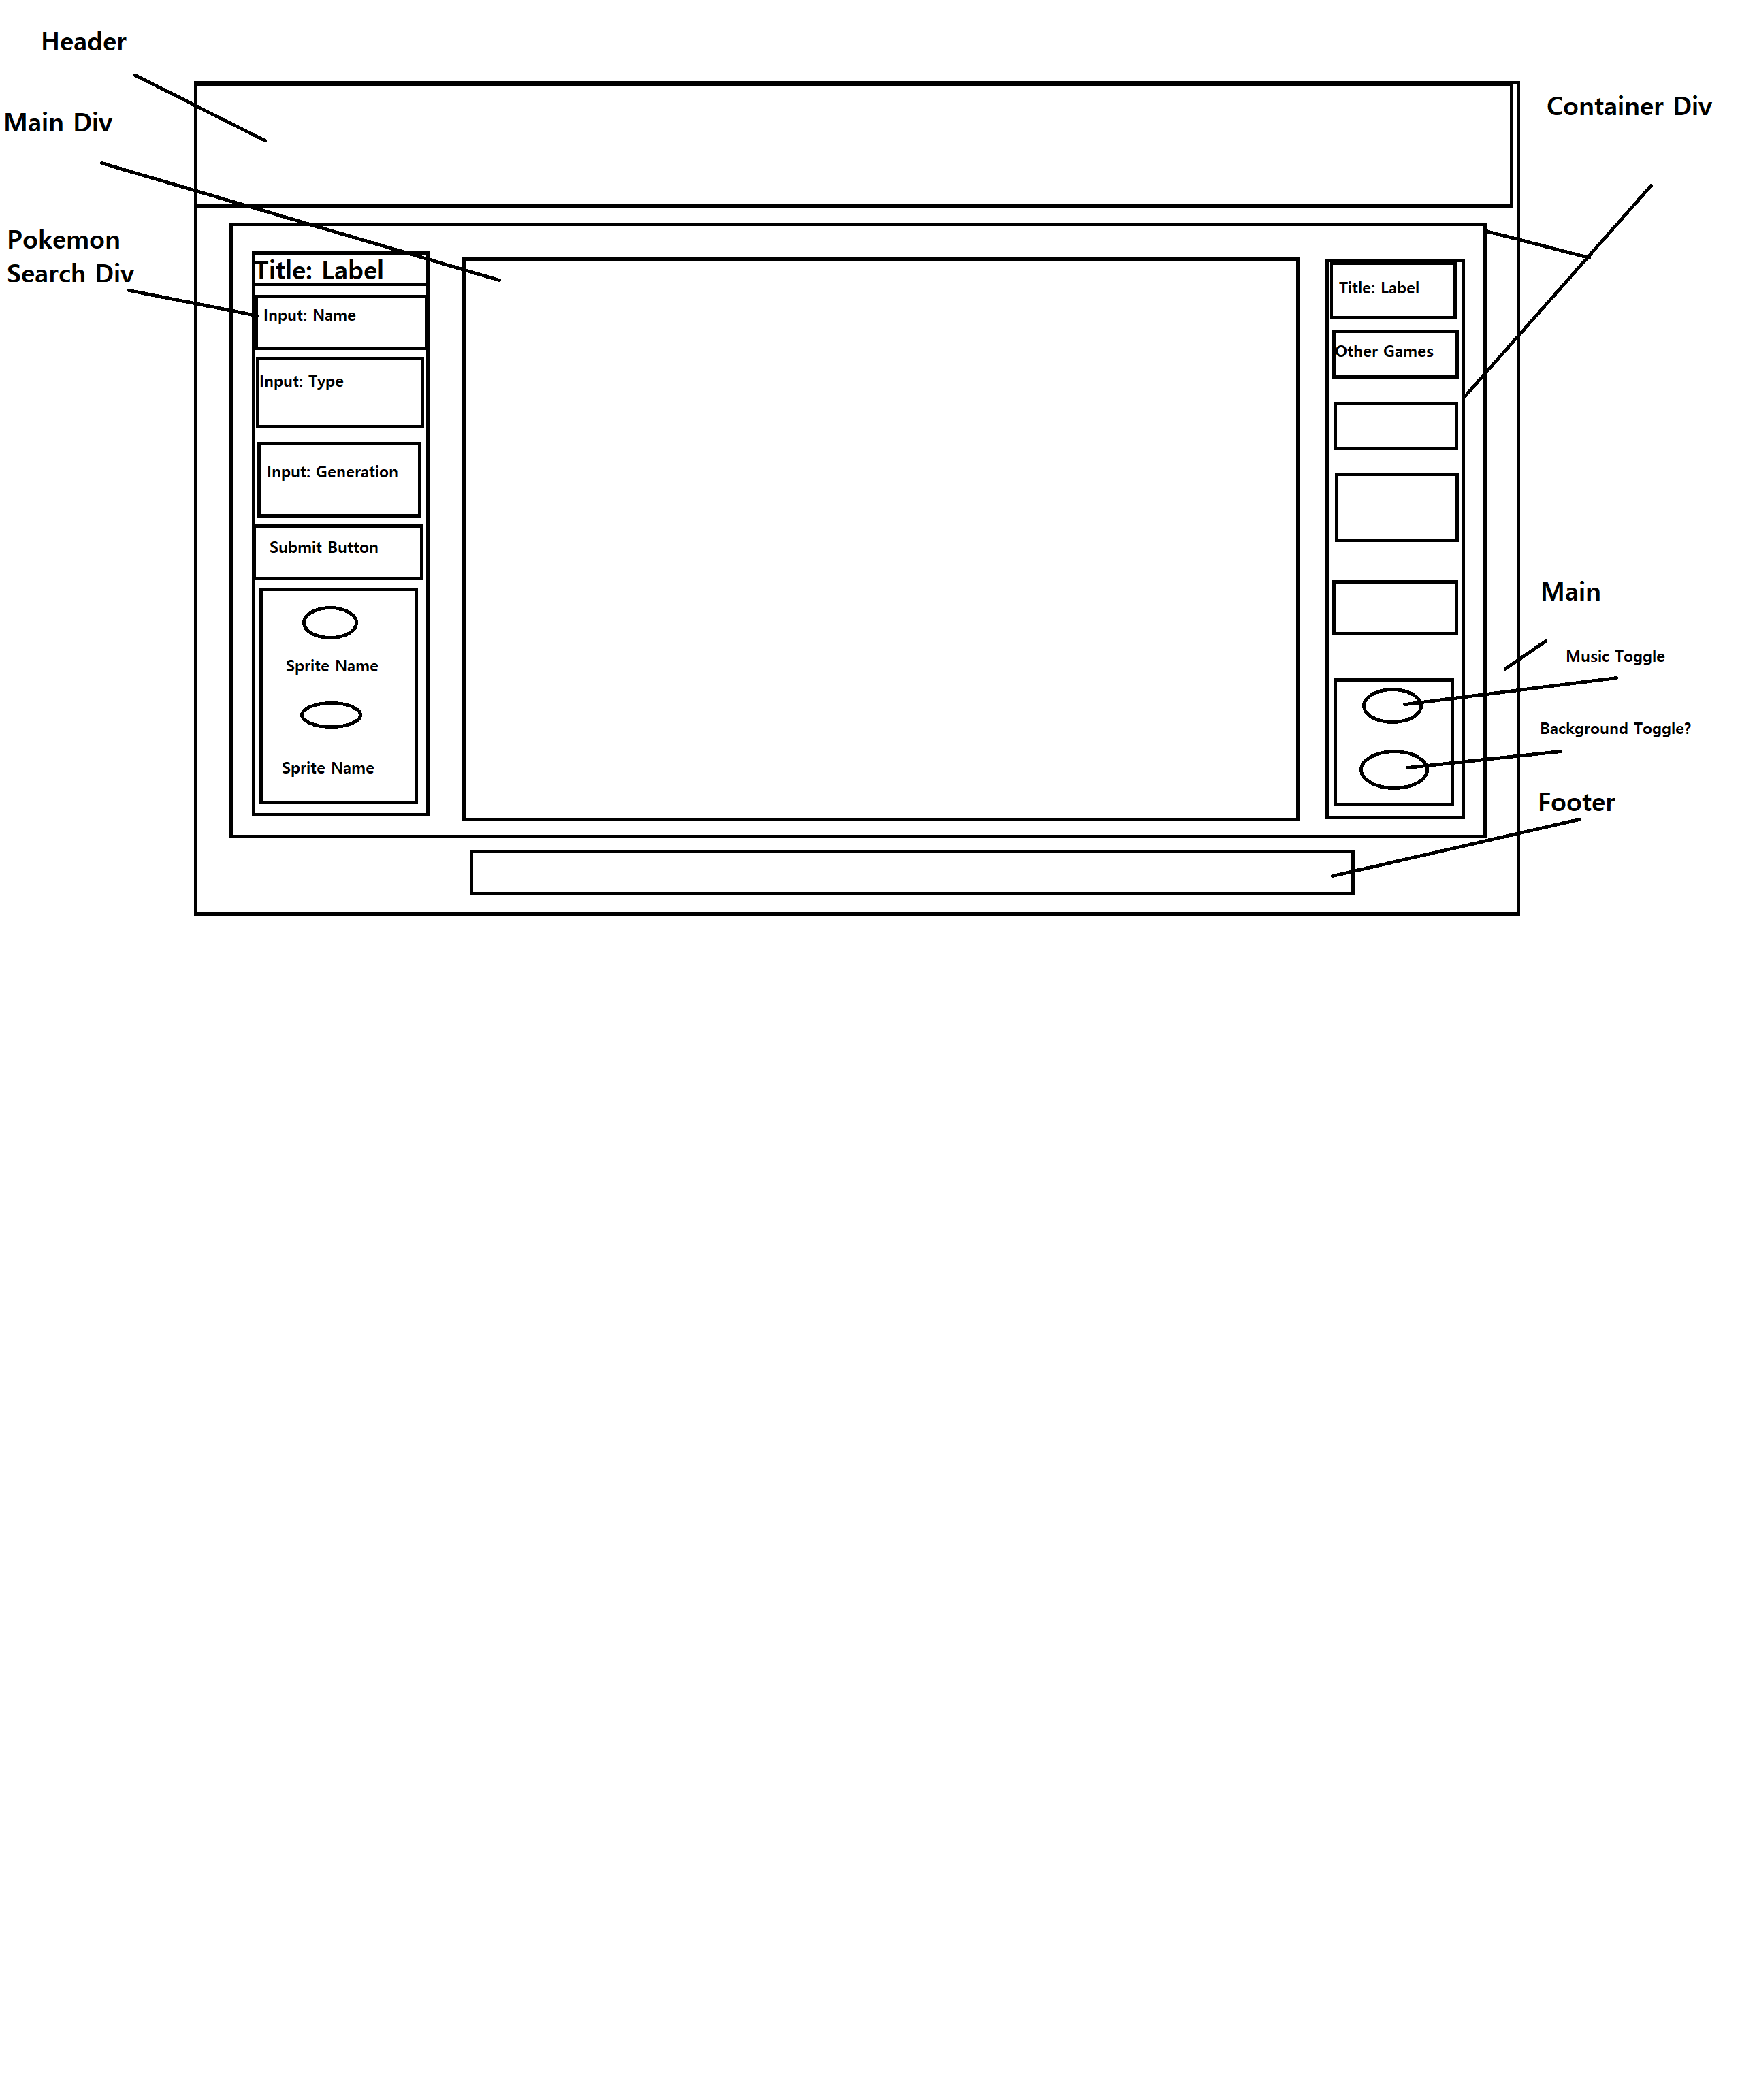 Header
Main Div
Container Div
Pokemon
Search Div
Title: Label
Input: Name
Input: Type
Input: Generation
Submit Button
Sprite Name
Sprite Name
Title: Label
Other Games
Main
Music Toggle
Background Toggle?
Footer